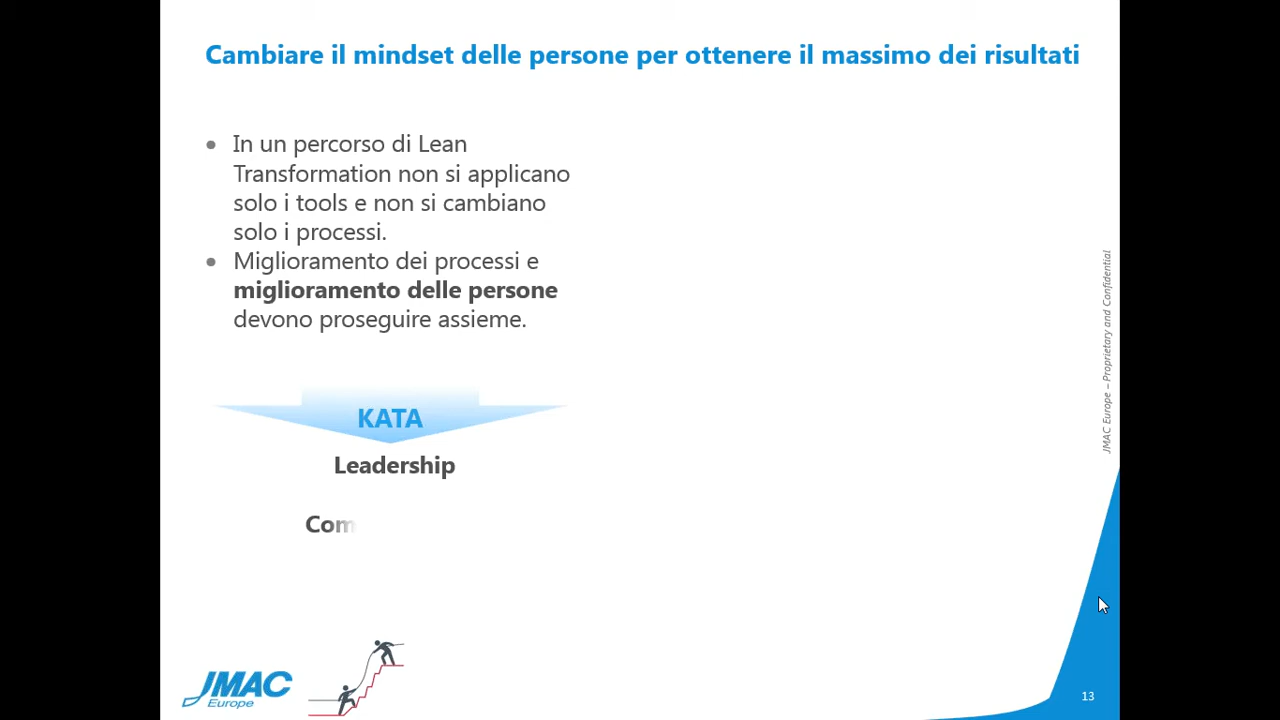 Cambiare il mindset delle persone per ottenere il massimo dei risultati
In un percorso di Lean
Transformation non si applicano
solo i tools e non si cambiano
solo i processi.
Miglioramento dei processi e
miglioramento delle persone
devono proseguire assieme.
KATA
Leadership
Com
JMAC Europe – Proprietary and Confidential
JMAC
Europe
13